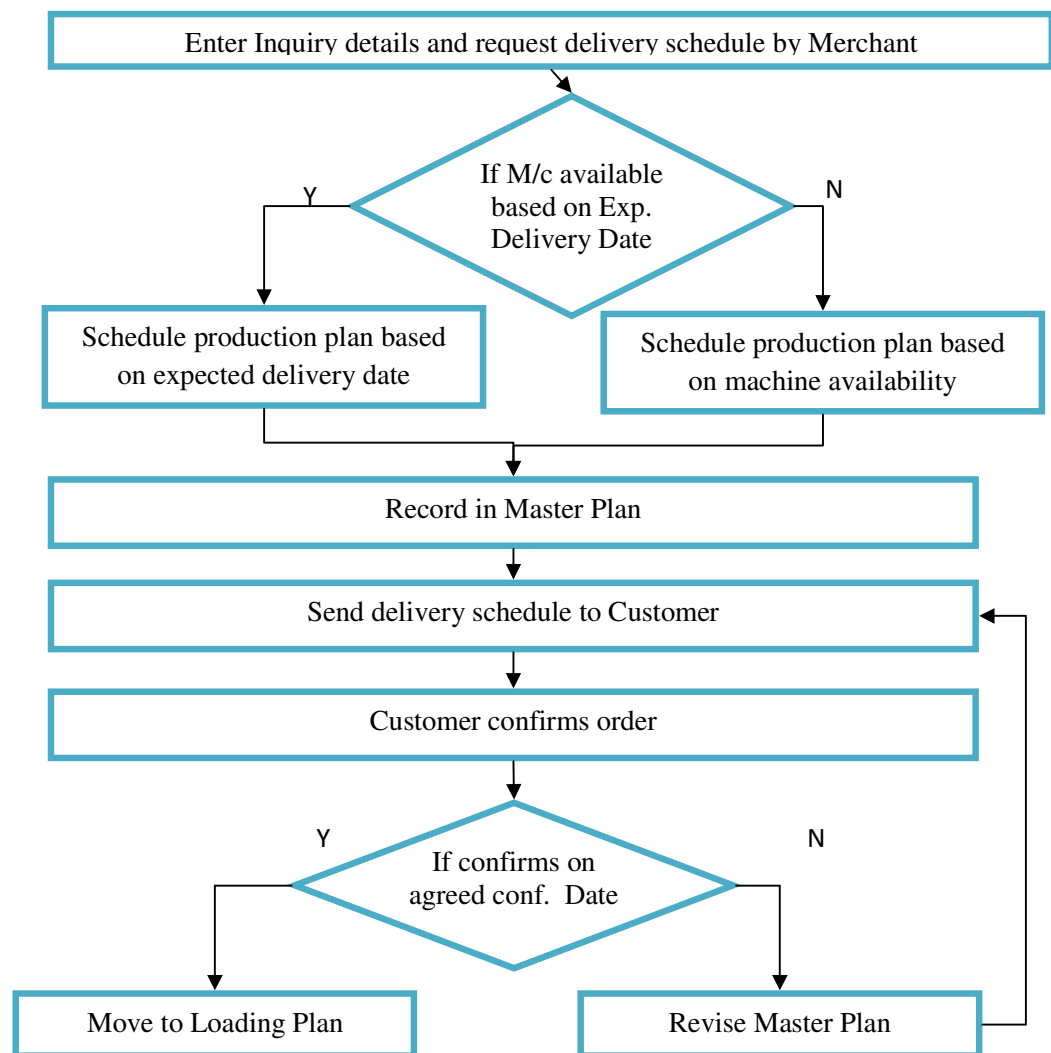 Enter Inquiry details and request delivery schedule by Merchant
If M/c available
based on Exp.
Delivery Date
Y
N
Schedule production plan based
on expected delivery date
Schedule production plan based
on machine availability
Record in Master Plan
Send delivery schedule to Customer
Customer confirms order
Y
N
If confirms on
agreed conf. Date
Move to Loading Plan
Revise Master Plan